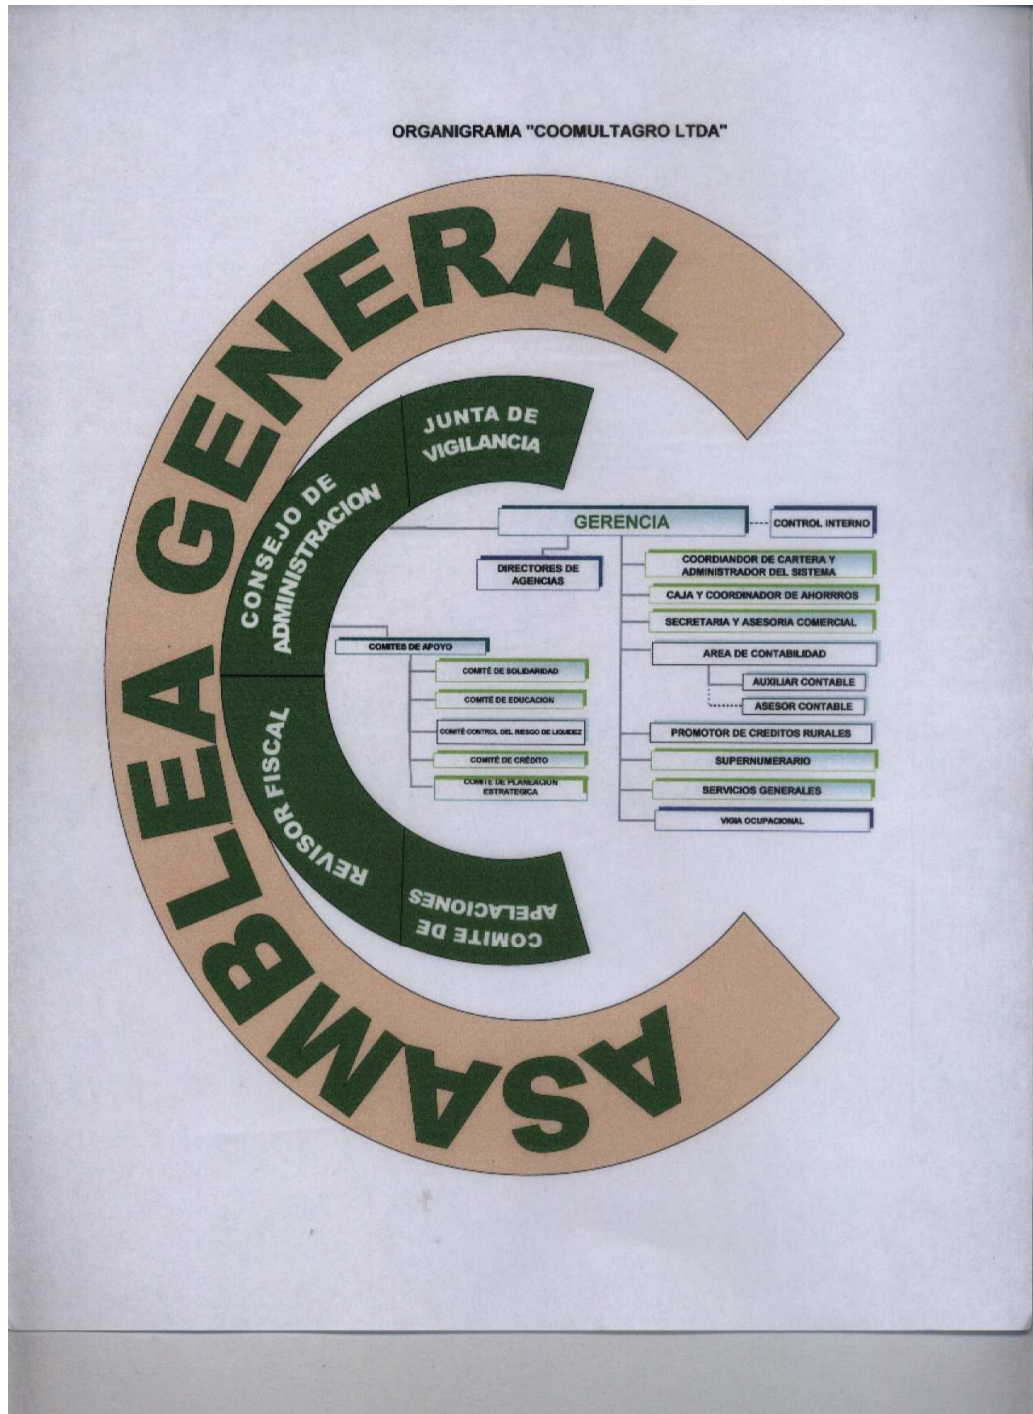 ORGANIGRAMA "COOMULTAGRO LTDA"
ASAMBLEA GENERAL
JUNTA DE
VIGILANCIA
CONSEJO DE
ADMINISTRACION
REVISOR FISCAL
COMITE DE
APELACIONES
GERENCIA
CONTROL INTERNO
DIRECTORES DE
AGENCIAS
COORDIANDOR DE CARTERA Y
ADMINISTRADOR DEL SISTEMA
CAJA Y COORDINADOR DE AHORRROS
SECRETARIA Y ASESORIA COMERCIAL
AREA DE CONTABILIDAD
AUXILIAR CONTABLE
ASESOR CONTABLE
PROMOTOR DE CREDITOS RURALES
SUPERNUMERARIO
SERVICIOS GENERALES
VIGIA OCUPACIONAL
COMITES DE APOYO
COMITÉ DE SOLIDARIDAD
COMITÉ DE EDUCACION
COMITÉ CONTROL DEL RIESGO DE LIQUIDEZ
COMITÉ DE CRÉDITO
COMITE DE PLANEACION
ESTRATEGICA